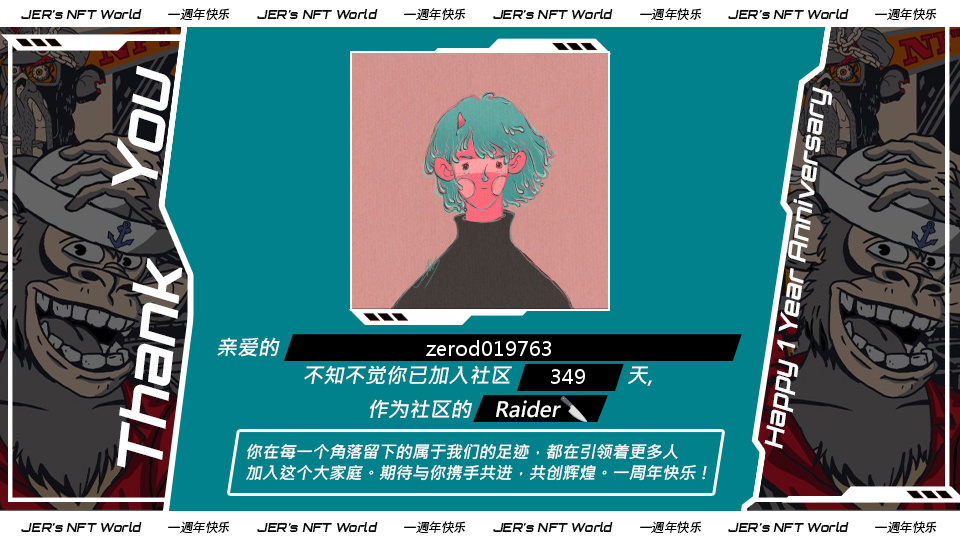 JER's NFT World 一週年快乐 JER's NFT World 一週年快乐 JER's NFT World 一週年快乐 JER's NFT World 一週年快乐
NFT
NFT
Thank You
Happy 1 Year Anniversary
亲爱的 zerod019763
不知不觉你已加入社区 349 天,
作为社区的 Raider🔪
你在每一个角落留下的属于我们的足迹，都在引领着更多人
加入这个大家庭。期待与你携手共进，共创辉煌。一周年快乐！
JER's NFT World 一週年快乐 JER's NFT World 一週年快乐 JER's NFT World 一週年快乐 JER's NFT World 一週年快乐